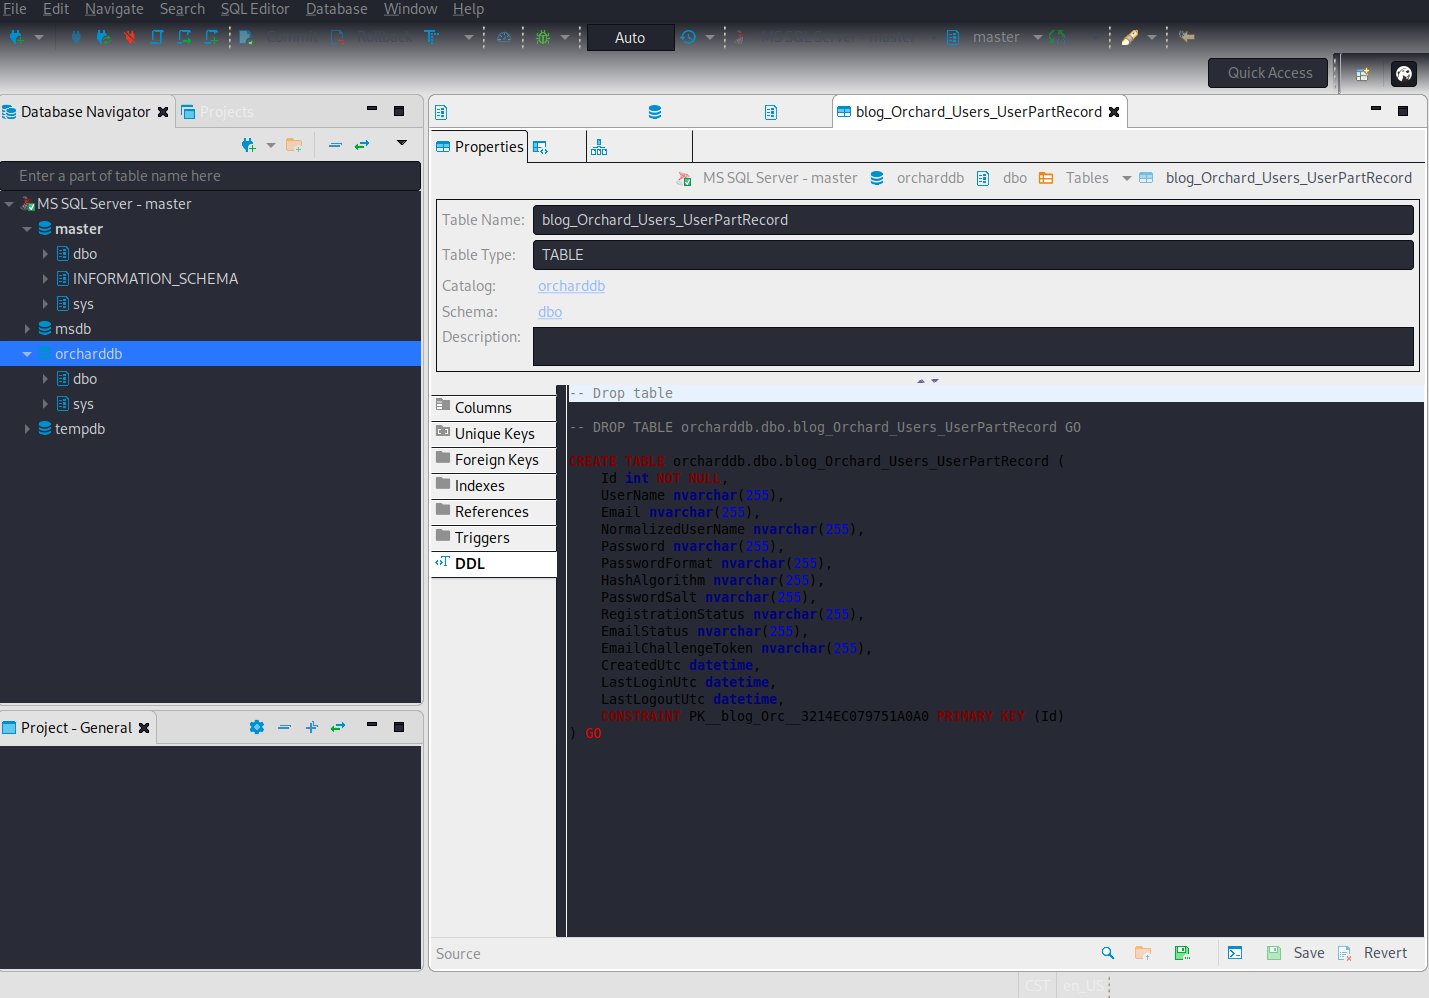 File Edit Navigate Search SQL Editor Database Window Help
Auto
master
Quick Access
Database Navigator
Projects
blog_Orchard_Users_UserPartRecord
Properties
Enter a part of table name here
MS SQL Server - master orcharddb dbo Tables blog_Orchard_Users_UserPartRecord
MS SQL Server - master
master
dbo
INFORMATION_SCHEMA
sys
msdb
orcharddb
dbo
sys
tempdb
Table Name: blog_Orchard_Users_UserPartRecord
Table Type: TABLE
Catalog: orcharddb
Schema: dbo
Description:
Columns
Unique Keys
Foreign Keys
Indexes
References
Triggers
DDL
-- Drop table
-- DROP TABLE orcharddb.dbo.blog_Orchard_Users_UserPartRecord GO
CREATE TABLE orcharddb.dbo.blog_Orchard_Users_UserPartRecord (
Id int NOT NULL,
UserName nvarchar(255),
Email nvarchar(255),
NormalizedUserName nvarchar(255),
Password nvarchar(255),
PasswordFormat nvarchar(255),
HashAlgorithm nvarchar(255),
PasswordSalt nvarchar(255),
RegistrationStatus nvarchar(255),
EmailStatus nvarchar(255),
EmailChallengeToken nvarchar(255),
CreatedUtc datetime,
LastLoginUtc datetime,
LastLogoutUtc datetime,
CONSTRAINT PK__blog_Orc__3214EC079751A0A0 PRIMARY KEY (Id)
) GO
Project - General
Source
Save Revert
CST en_US